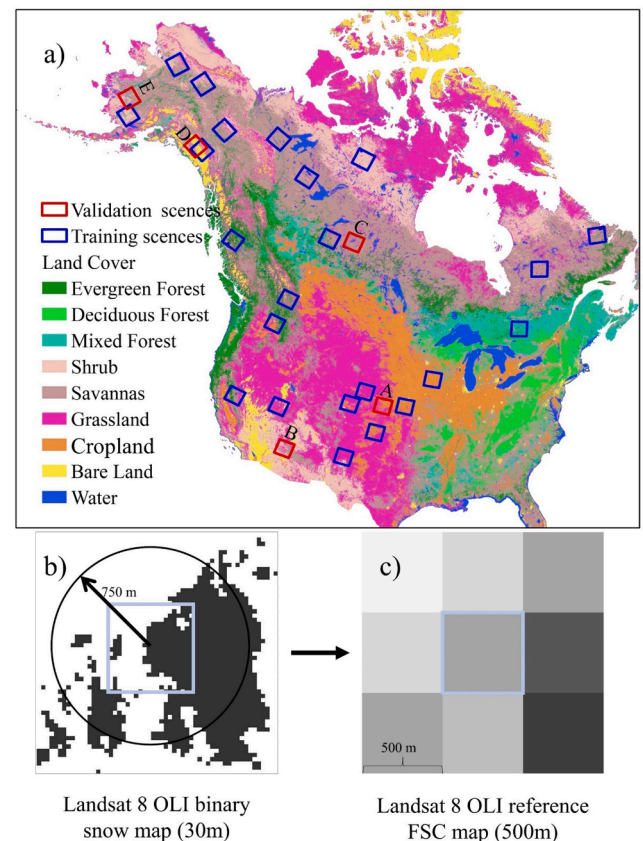 a)
E
D
C
A
B
Validation scences
Training scences
Land Cover
Evergreen Forest
Deciduous Forest
Mixed Forest
Shrub
Savannas
Grassland
Cropland
Bare Land
Water
b)
750 m
c)
500 m
Landsat 8 OLI binary
snow map (30m)
Landsat 8 OLI reference
FSC map (500m)